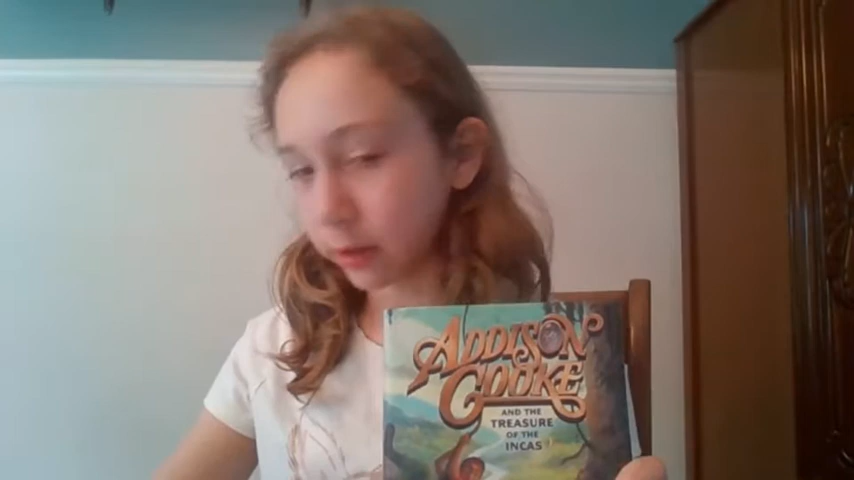 ADDISON
COOKE
AND THE
TREASURE
OF THE
INCAS